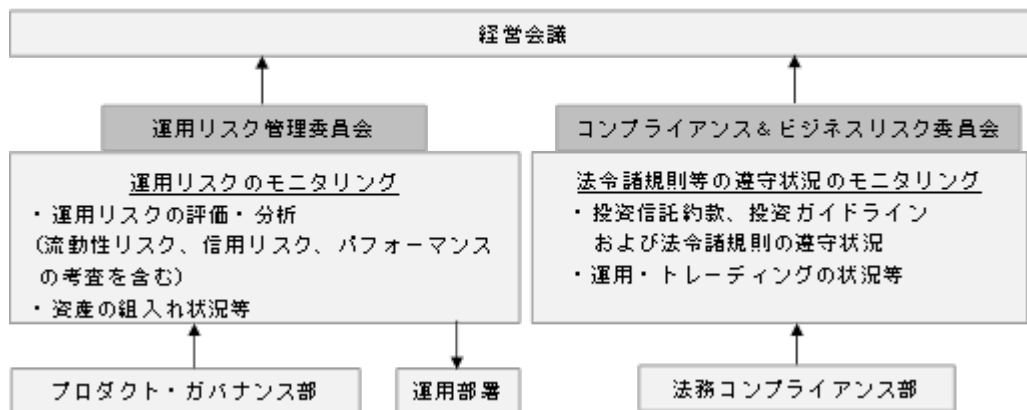 経営会議
運用リスク管理委員会
運用リスクのモニタリング
・運用リスクの評価・分析
(流動性リスク、信用リスク、パフォーマンス
の考査を含む)
・資産の組入れ状況等
コンプライアンス&ビジネスリスク委員会
法令諸規則等の遵守状況のモニタリング
・投資信託約款、投資ガイドライン
および法令諸規則の遵守状況
・運用・トレーディングの状況等
プロダクト・ガバナンス部
運用部署
法務コンプライアンス部